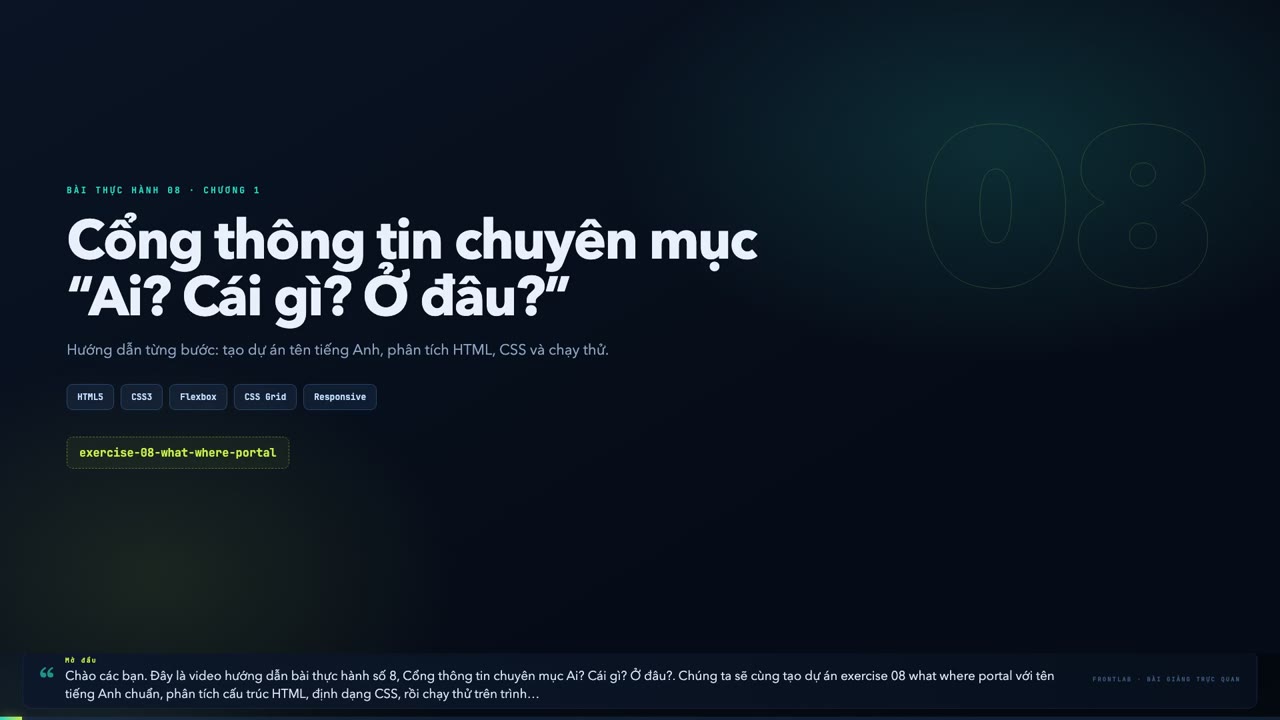 08
BÀI THỰC HÀNH 08 · CHƯƠNG 1
Cổng thông tin chuyên mục
“Ai? Cái gì? Ở đâu?”
Hướng dẫn từng bước: tạo dự án tên tiếng Anh, phân tích HTML, CSS và chạy thử.
HTML5 CSS3 Flexbox CSS Grid Responsive
exercise-08-what-where-portal
Mở đầu
“ Chào các bạn. Đây là video hướng dẫn bài thực hành số 8, Cổng thông tin chuyên mục Ai? Cái gì? Ở đâu?. Chúng ta sẽ cùng tạo dự án exercise 08 what where portal với tên
tiếng Anh chuẩn, phân tích cấu trúc HTML, định dạng CSS, rồi chạy thử trên trình…
FRONTLAB · BÀI GIẢNG TRỰC QUAN